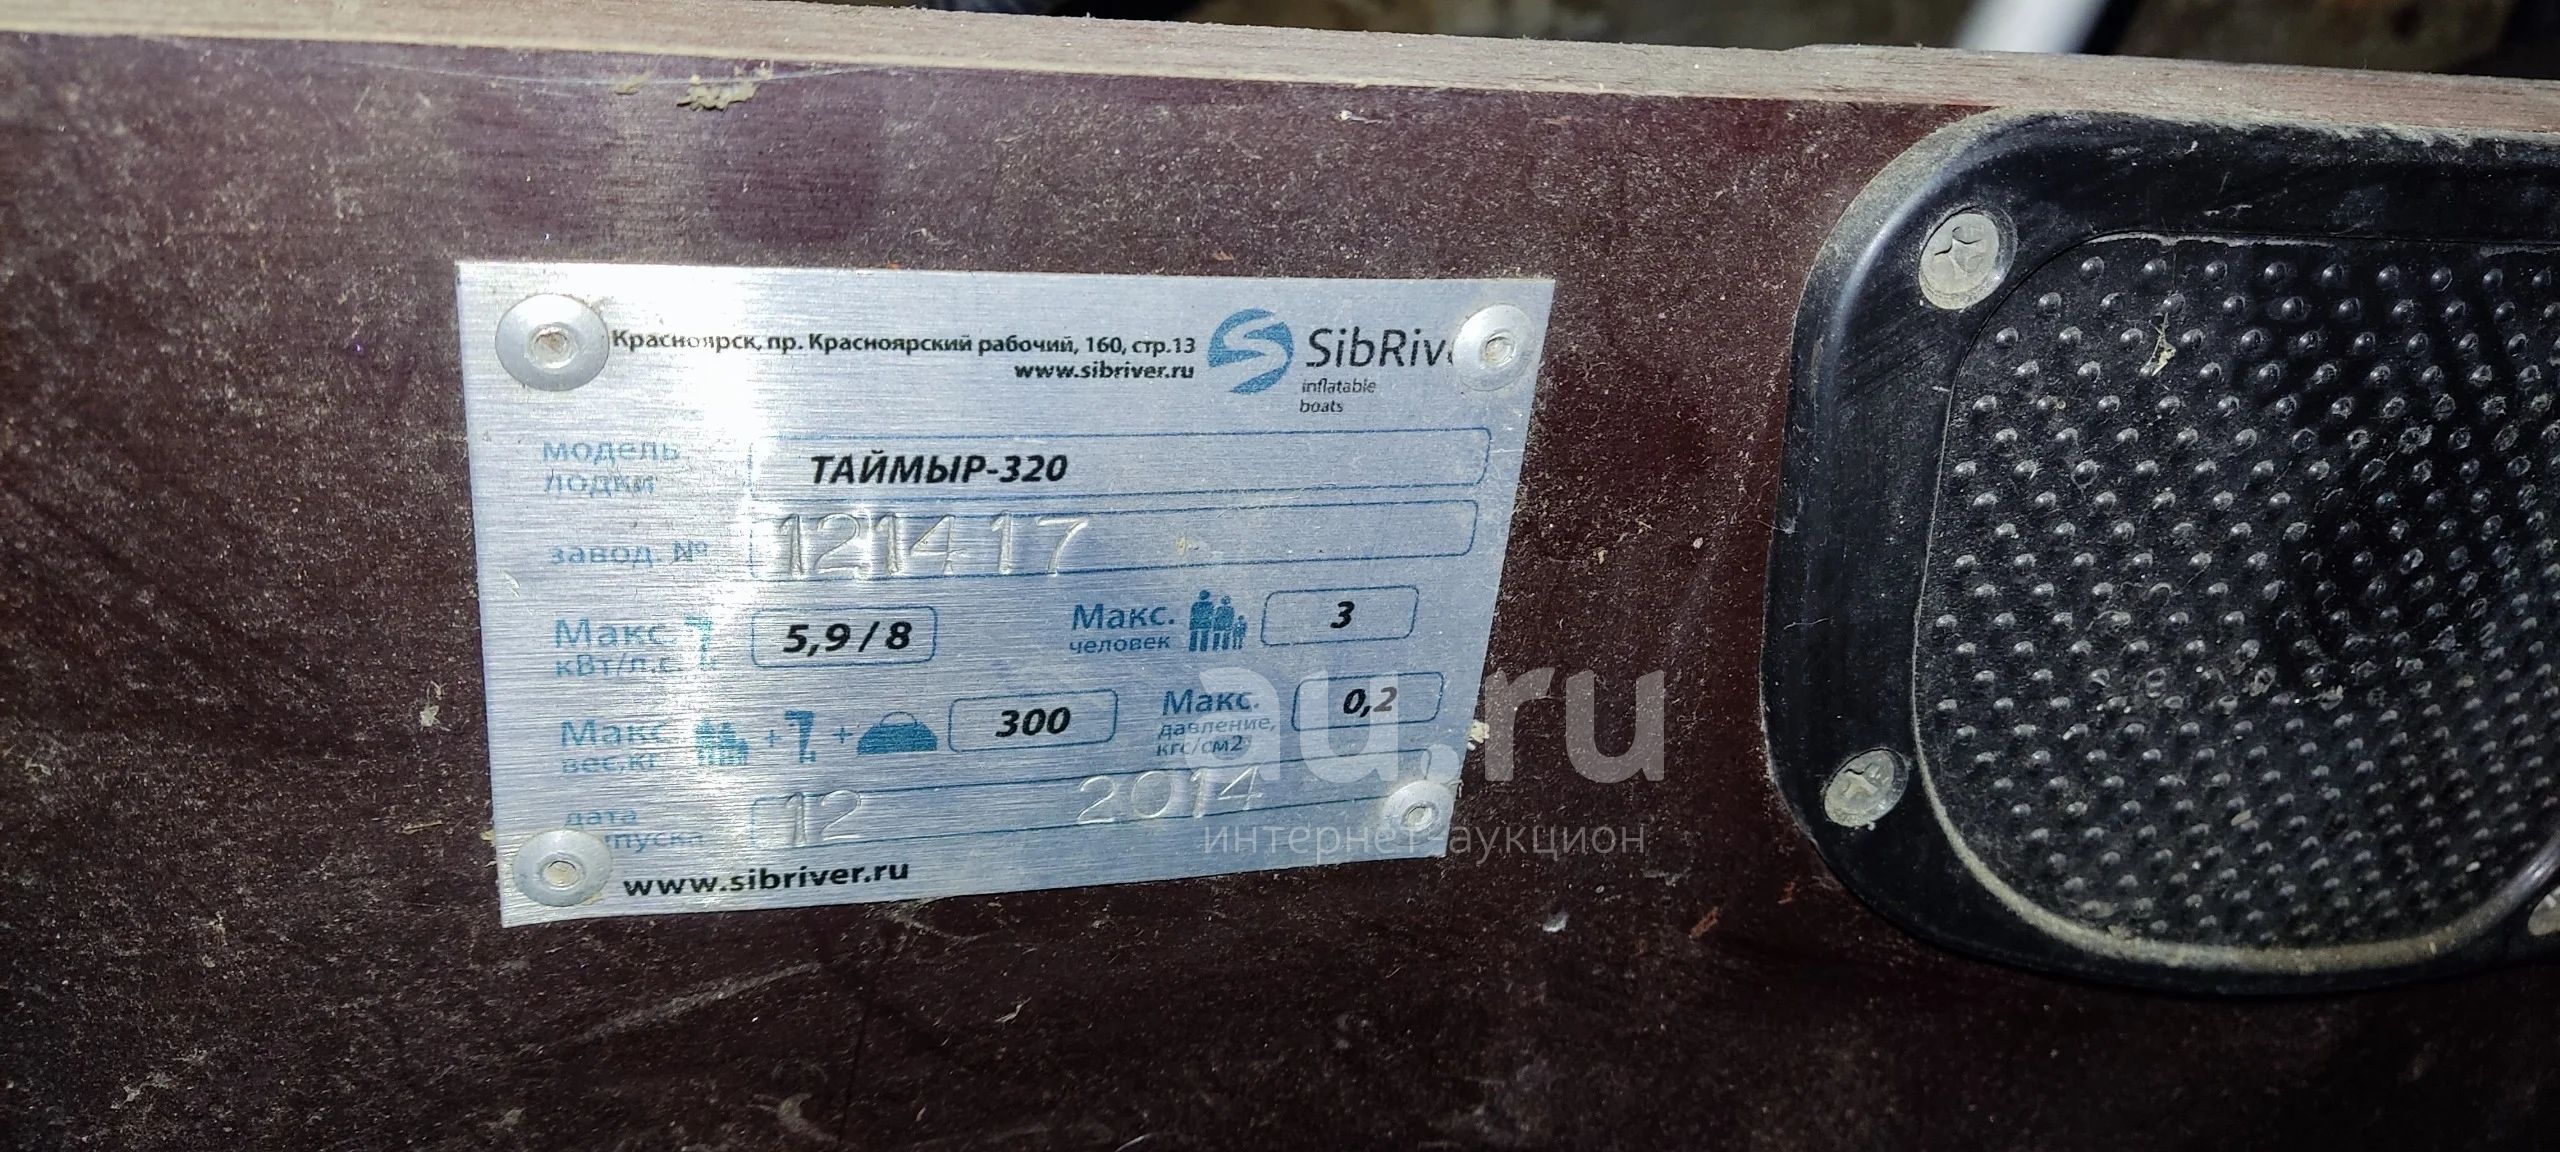 Красноярск, пр. Красноярский рабочий, 160, стр.13
www.sibriver.ru
SibRiv
inflatable
boats
модель
лодки
ТАЙМЫР-320
завод. №
121417
Макс.
кВт/л.с.
5,9/8
Макс.
человек
3
Макс
вес,кг
+
+
300
Макс.
давление,
кгс/см2
0,2
дата
пуска
12 2014
www.sibriver.ru
au.ru
интернет-аукцион